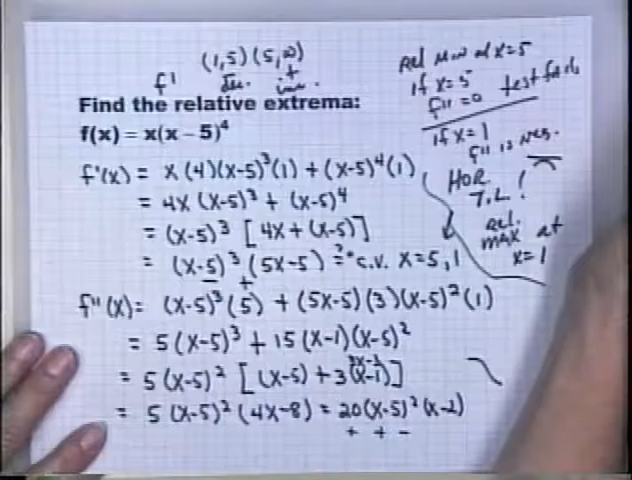 (1,5) (5,∞)
f' - +
dec. inc.
Find the relative extrema:
f(x) = x(x – 5)⁴
f'(x) = x(4)(x-5)³(1) + (x-5)⁴(1)
= 4x(x-5)³ + (x-5)⁴
= (x-5)³ [4x + (x-5)]
= (x-5)³ (5x-5) ?= 0 c.v. x=5,1
- +
f''(x) = (x-5)³(5) + (5x-5)(3)(x-5)²(1)
= 5(x-5)³ + 15(x-1)(x-5)²
3x-3
= 5(x-5)² [(x-5) + 3(x-1)]
= 5(x-5)²(4x-8) = 20(x-5)²(x-2)
+ + -
Rel min at x=5
if x=5
f''=0 test fails
if x=1
f'' is neg.
HOR.
T.L.!
Rel.
MAX at
x=1